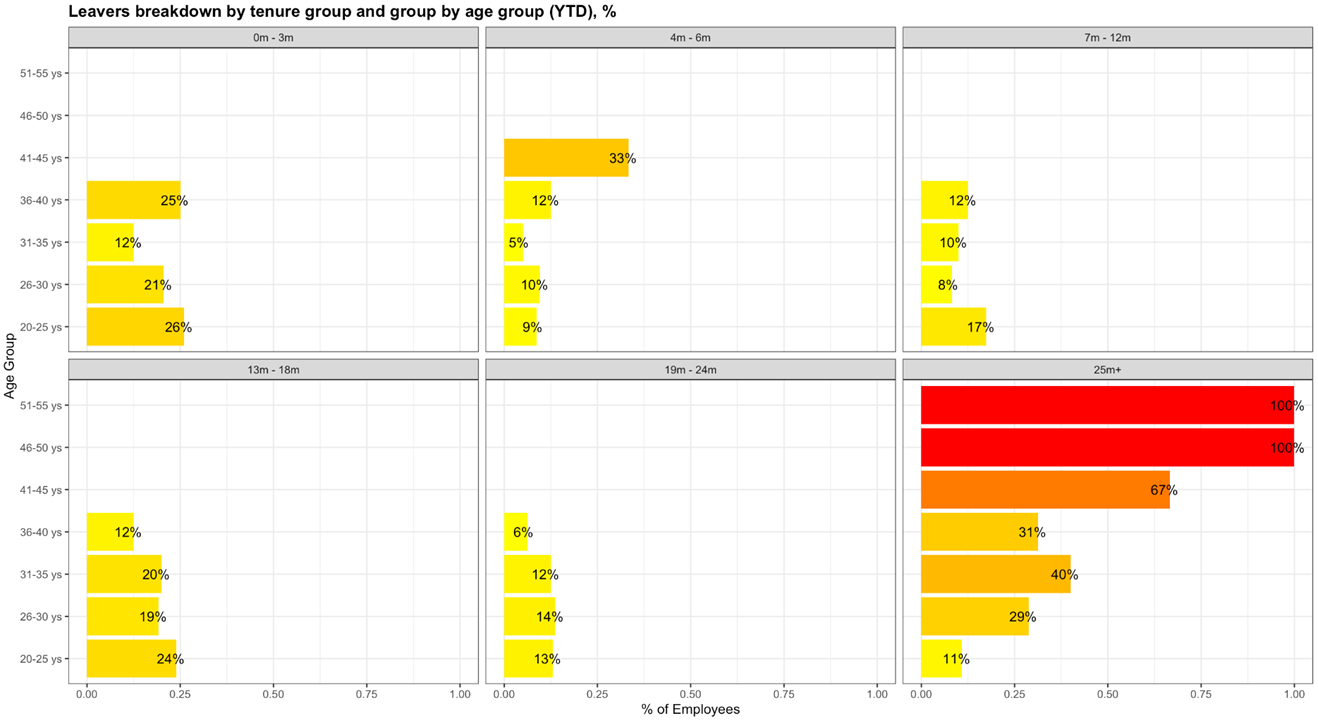 Leavers breakdown by tenure group and group by age group (YTD), %
0m - 3m
4m - 6m
7m - 12m
51-55 ys
46-50 ys
41-45 ys
33%
36-40 ys
25%
12%
12%
31-35 ys
12%
5%
10%
26-30 ys
21%
10%
8%
20-25 ys
26%
9%
17%
Age Group
13m - 18m
19m - 24m
25m+
51-55 ys
100%
46-50 ys
100%
41-45 ys
67%
36-40 ys
12%
6%
31%
31-35 ys
20%
12%
40%
26-30 ys
19%
14%
29%
20-25 ys
24%
13%
11%
0.00 0.25 0.50 0.75 1.00
0.00 0.25 0.50 0.75 1.00
0.00 0.25 0.50 0.75 1.00
% of Employees